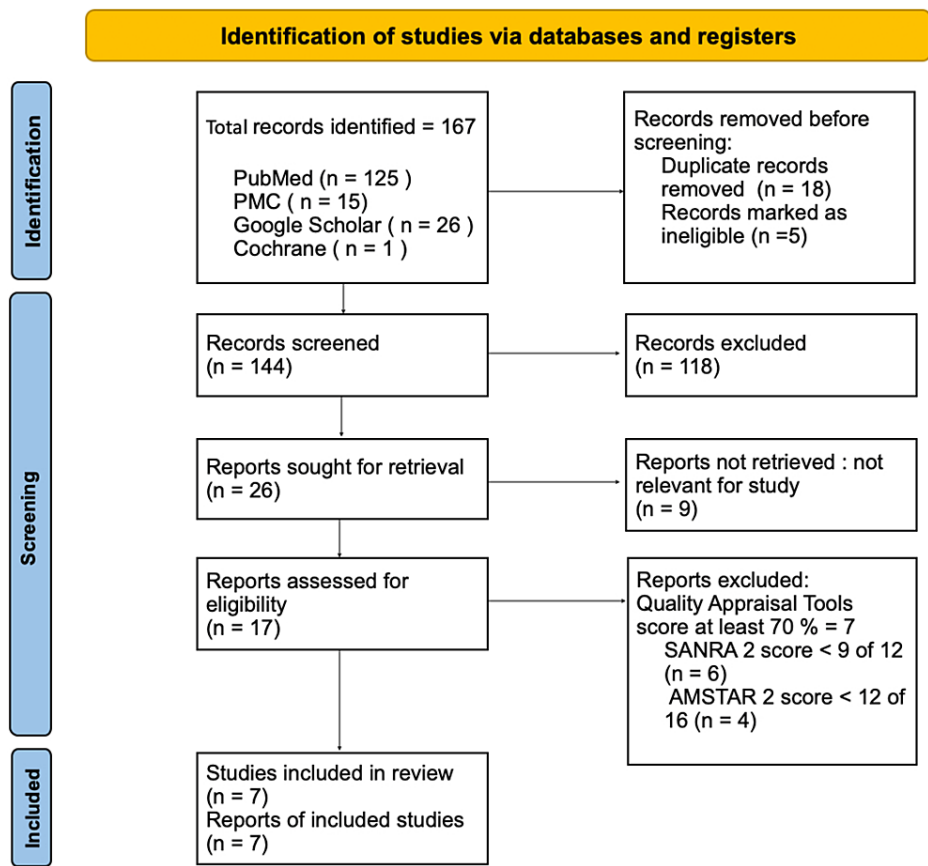 Identification of studies via databases and registers
Identification
Total records identified = 167
PubMed (n = 125 )
PMC ( n = 15)
Google Scholar ( n = 26 )
Cochrane ( n = 1 )
Records removed before
screening:
Duplicate records
removed  (n = 18)
Records marked as
ineligible (n =5)
Screening
Records screened
(n = 144)
Records excluded
(n = 118)
Reports sought for retrieval
(n = 26)
Reports not retrieved : not
relevant for study
(n = 9)
Reports assessed for
eligibility
(n = 17)
Reports excluded:
Quality Appraisal Tools
score at least 70 % = 7
SANRA 2 score < 9 of 12
(n = 6)
AMSTAR 2 score < 12 of
16 (n = 4)
Included
Studies included in review
(n = 7)
Reports of included studies
(n = 7)